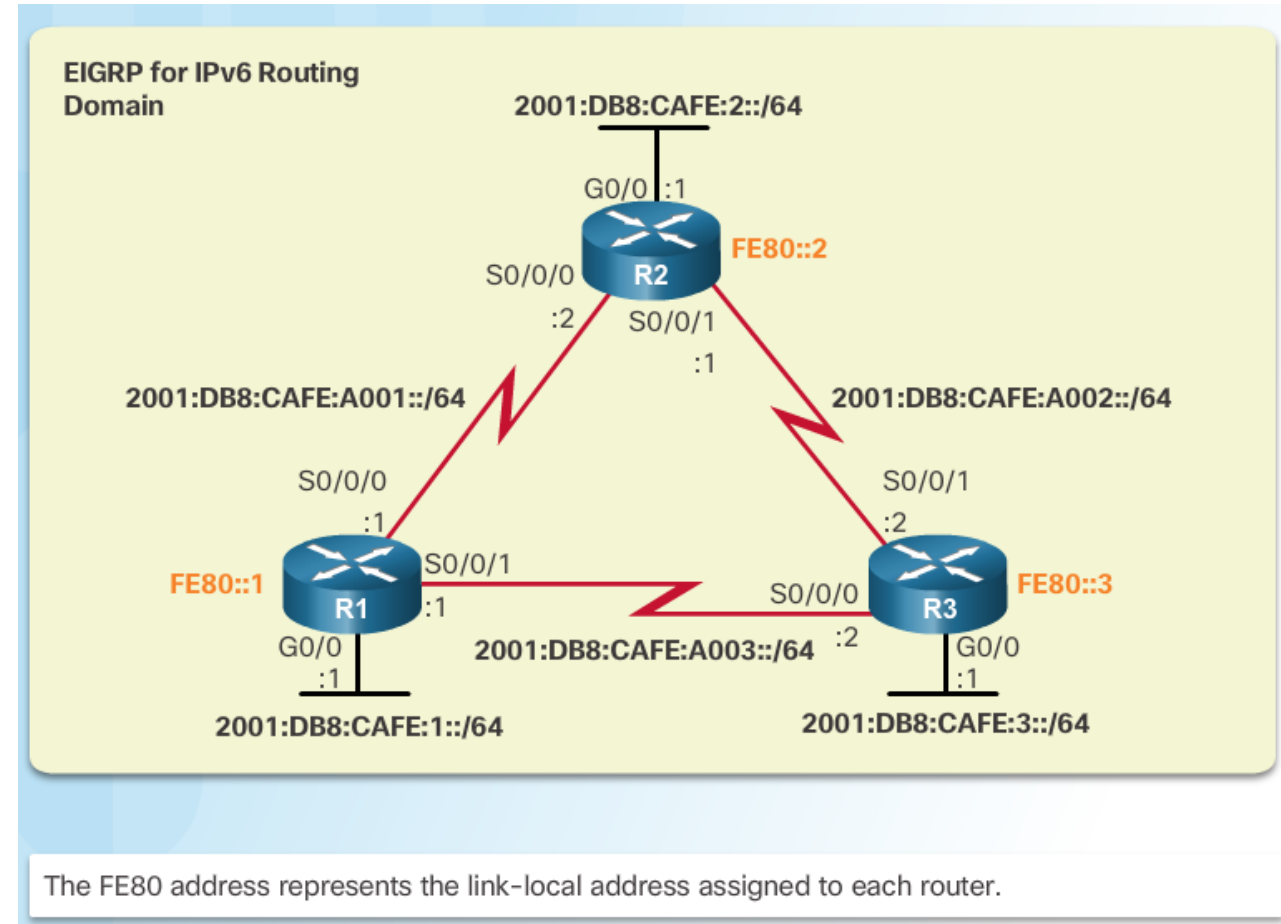 EIGRP for IPv6 Routing
Domain
2001:DB8:CAFE:2::/64
G0/0 :1
FE80::2
R2
S0/0/0
:2
S0/0/1
:1
2001:DB8:CAFE:A001::/64
2001:DB8:CAFE:A002::/64
S0/0/0
:1
S0/0/1
:2
FE80::1
R1
S0/0/1
:1
S0/0/0
:2
R3
FE80::3
G0/0
:1
2001:DB8:CAFE:A003::/64
G0/0
:1
2001:DB8:CAFE:1::/64
2001:DB8:CAFE:3::/64
The FE80 address represents the link-local address assigned to each router.